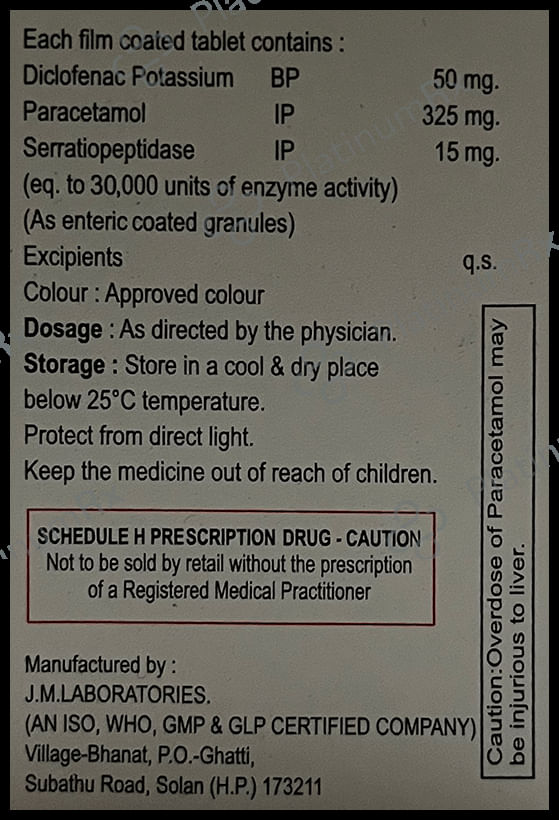 Each film coated tablet contains :
Diclofenac Potassium BP 50 mg.
Paracetamol IP 325 mg.
Serratiopeptidase IP 15 mg.
(eq. to 30,000 units of enzyme activity)
(As enteric coated granules)
Excipients q.s.
Colour : Approved colour
Dosage : As directed by the physician.
Storage : Store in a cool & dry place
below 25°C temperature.
Protect from direct light.
Keep the medicine out of reach of children.
SCHEDULE H PRESCRIPTION DRUG - CAUTION
Not to be sold by retail without the prescription
of a Registered Medical Practitioner
Manufactured by :
J.M.LABORATORIES.
(AN ISO, WHO, GMP & GLP CERTIFIED COMPANY)
Village-Bhanat, P.O.-Ghatti,
Subathu Road, Solan (H.P.) 173211
Caution:Overdose of Paracetamol may
be injurious to liver.